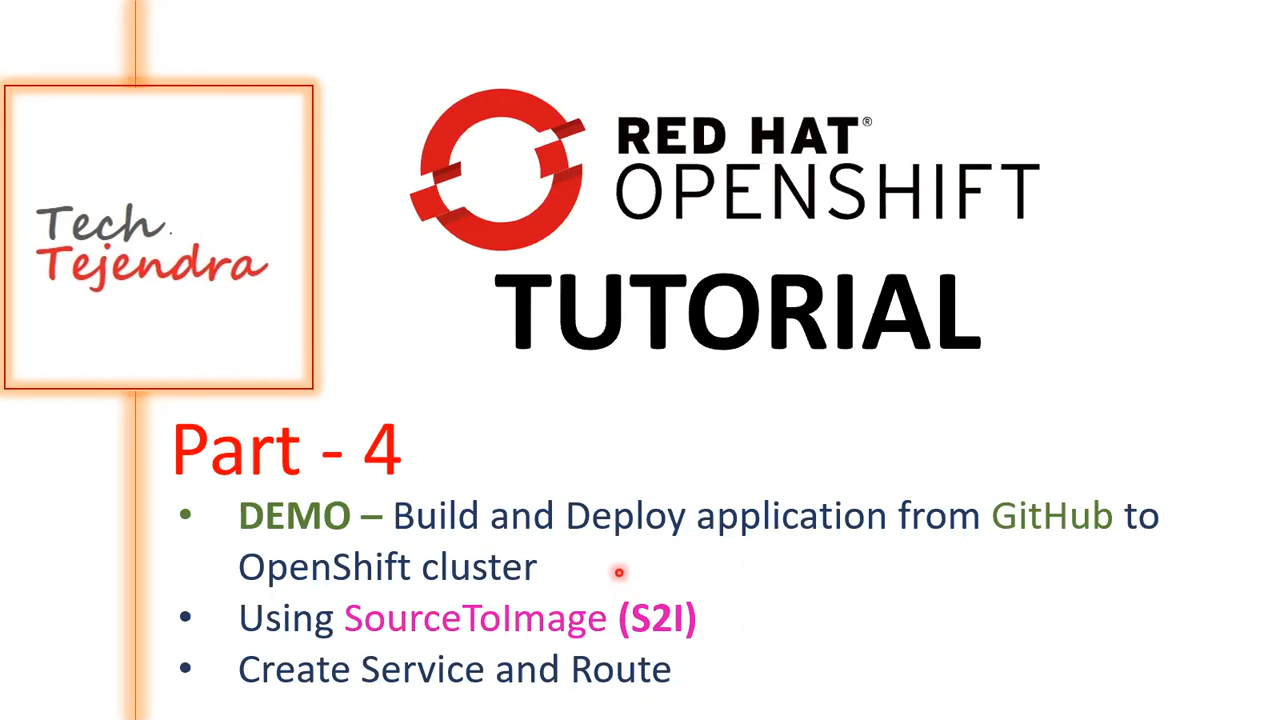 Tech
Tejendra
RED HAT®
OPENSHIFT
TUTORIAL
Part - 4
• DEMO – Build and Deploy application from GitHub to
OpenShift cluster
• Using SourceToImage (S2I)
• Create Service and Route